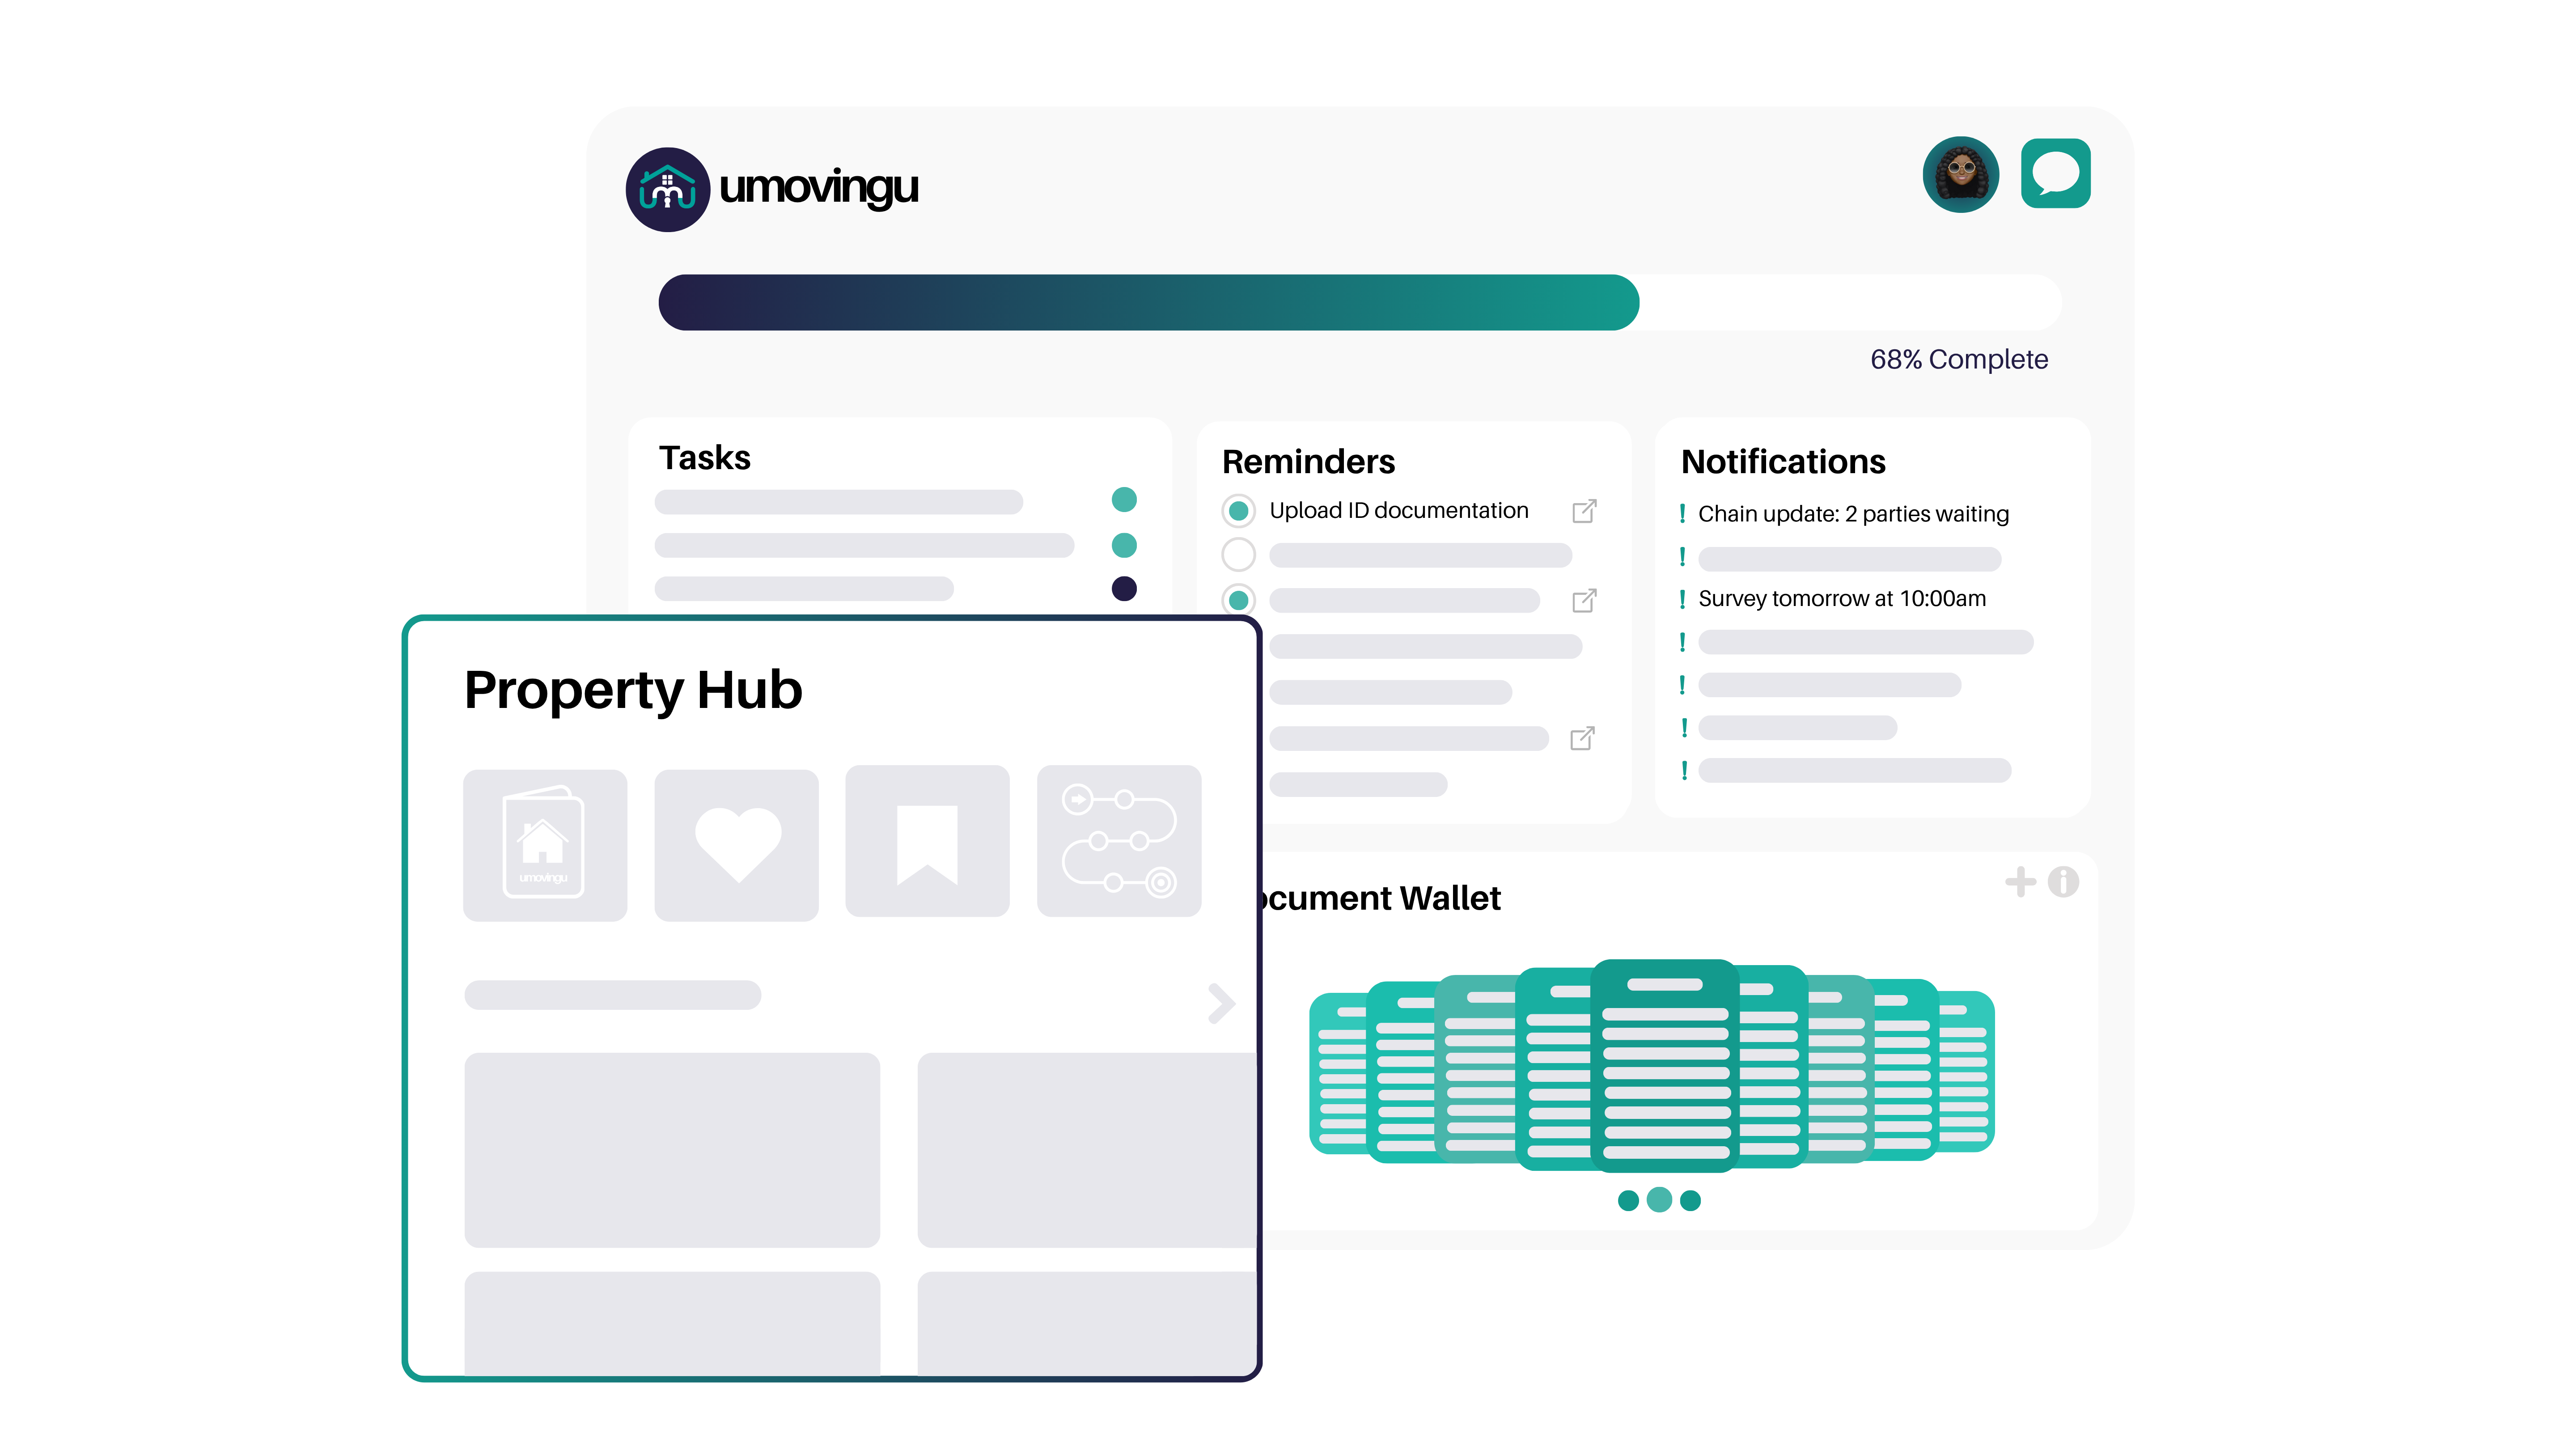 umovingu
68% Complete
Tasks
Reminders
Upload ID documentation
Notifications
Chain update: 2 parties waiting
!
! Survey tomorrow at 10:00am
!
!
!
!
Property Hub
umovingu
ocument Wallet